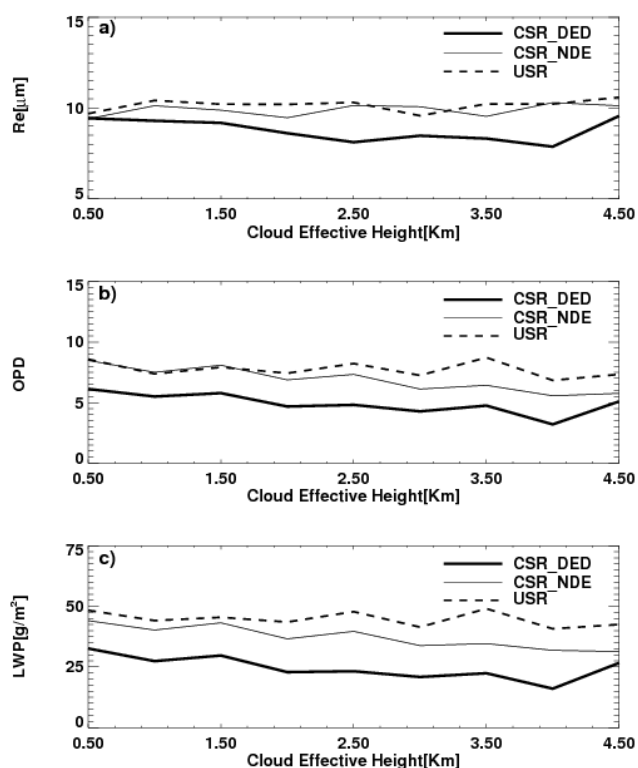 15
a)
CSR_DED
CSR_NDE
USR
Re[μm]
10
5
0.50 1.50 2.50 3.50 4.50
Cloud Effective Height[Km]
15
b)
CSR_DED
CSR_NDE
USR
10
OPD
5
0
0.50 1.50 2.50 3.50 4.50
Cloud Effective Height[Km]
75
c)
CSR_DED
CSR_NDE
USR
50
LWP[g/m²]
25
0
0.50 1.50 2.50 3.50 4.50
Cloud Effective Height[Km]